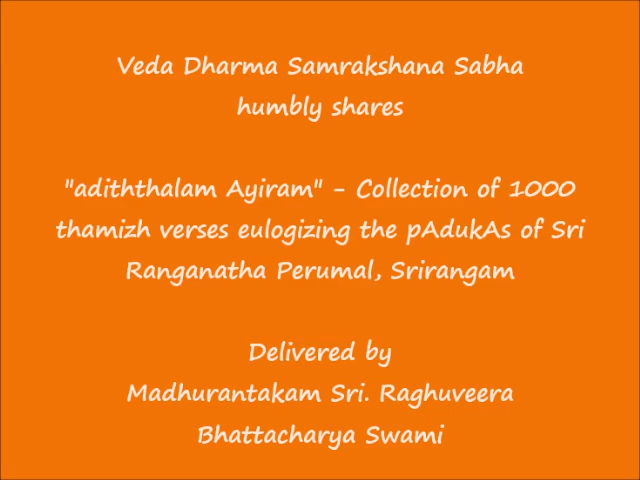 Veda Dharma Samrakshana Sabha
humbly shares
"adiththalam Ayiram" - Collection of 1000
thamizh verses eulogizing the pAdukAs of Sri
Ranganatha Perumal, Srirangam
Delivered by
Madhurantakam Sri. Raghuveera
Bhattacharya Swami